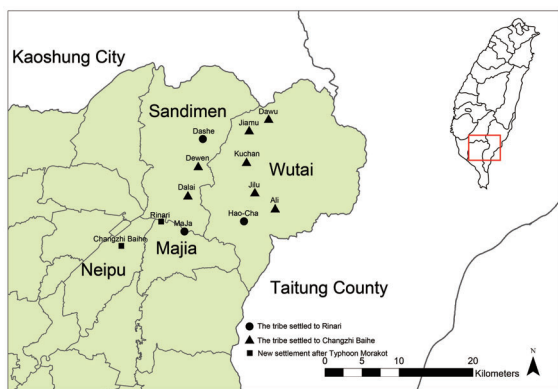 Kaoshung City
Sandimen
Dawu
Jiamu
Dashe
Kuchan
Dewen
Wutai
Jilu
Dalai
Ali
Rinari
MaJa
Hao-Cha
Changzhi Baihe
Majia
Neipu
Taitung County
The tribe settled to Rinari
The tribe settled to Changzhi Baihe
New settlement after Typhoon Morakot
0 5 10 20
Kilometers
N